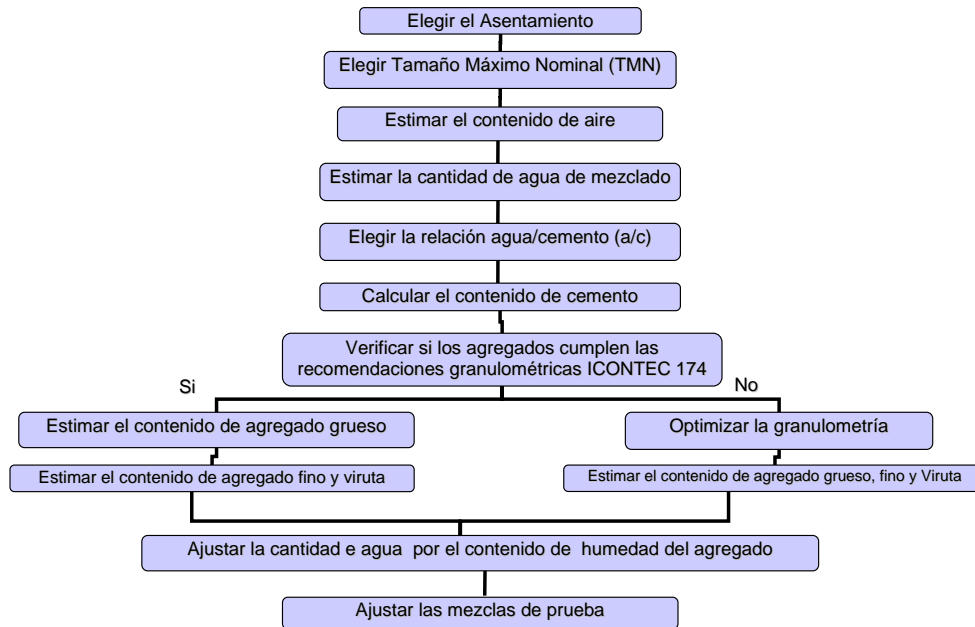 Elegir el Asentamiento
Elegir Tamaño Máximo Nominal (TMN)
Estimar el contenido de aire
Estimar la cantidad de agua de mezclado
Elegir la relación agua/cemento (a/c)
Calcular el contenido de cemento
Verificar si los agregados cumplen las
recomendaciones granulométricas ICONTEC 174
Si
No
Estimar el contenido de agregado grueso
Optimizar la granulometría
Estimar el contenido de agregado fino y viruta
Estimar el contenido de agregado grueso, fino y Viruta
Ajustar la cantidad e agua por el contenido de humedad del agregado
Ajustar las mezclas de prueba